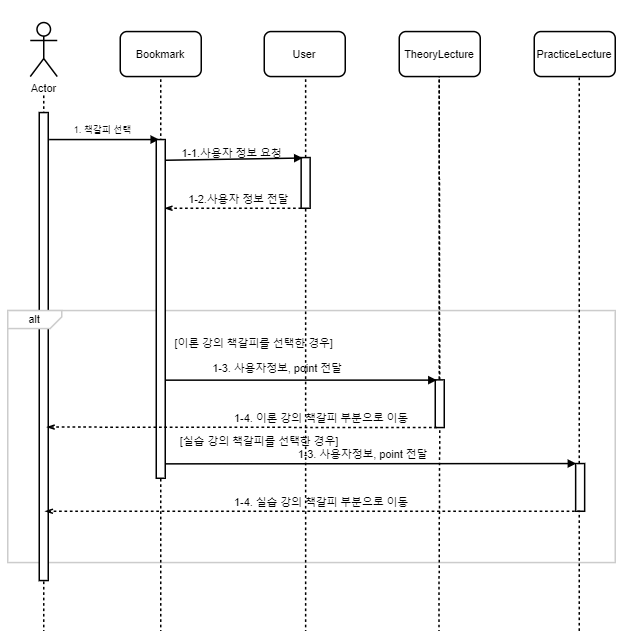 Bookmark
User
TheoryLecture
PracticeLecture
Actor
1. 책갈피 선택
1-1.사용자 정보 요청
1-2.사용자 정보 전달
alt
[이론 강의 책갈피를 선택한 경우]
1-3. 사용자정보, point 전달
1-4. 이론 강의 책갈피 부분으로 이동
[실습 강의 책갈피를 선택한 경우]
1-3. 사용자정보, point 전달
1-4. 실습 강의 책갈피 부분으로 이동